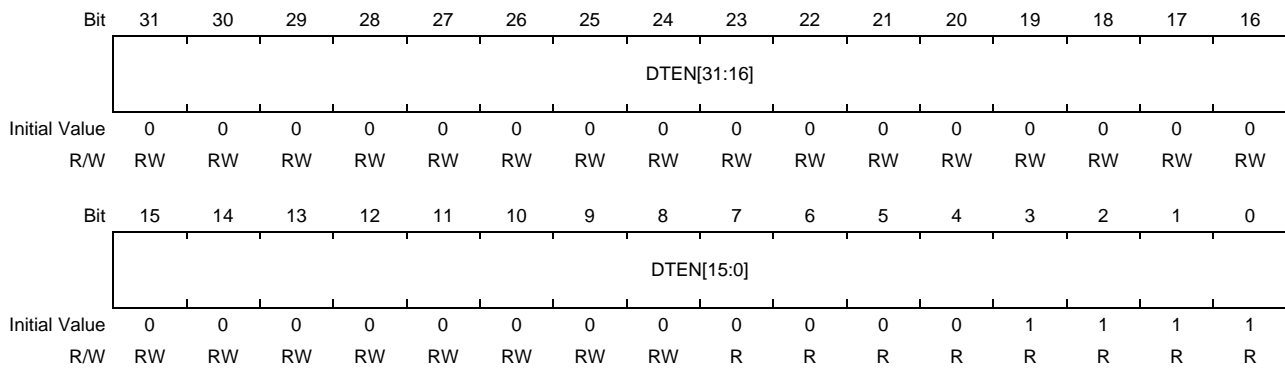 Bit 31 30 29 28 27 26 25 24 23 22 21 20 19 18 17 16
DTEN[31:16]
Initial Value 0 0 0 0 0 0 0 0 0 0 0 0 0 0 0 0
R/W RW RW RW RW RW RW RW RW RW RW RW RW RW RW RW RW
Bit 15 14 13 12 11 10 9 8 7 6 5 4 3 2 1 0
DTEN[15:0]
Initial Value 0 0 0 0 0 0 0 0 0 0 0 0 1 1 1 1
R/W RW RW RW RW RW RW RW RW R R R R R R R R